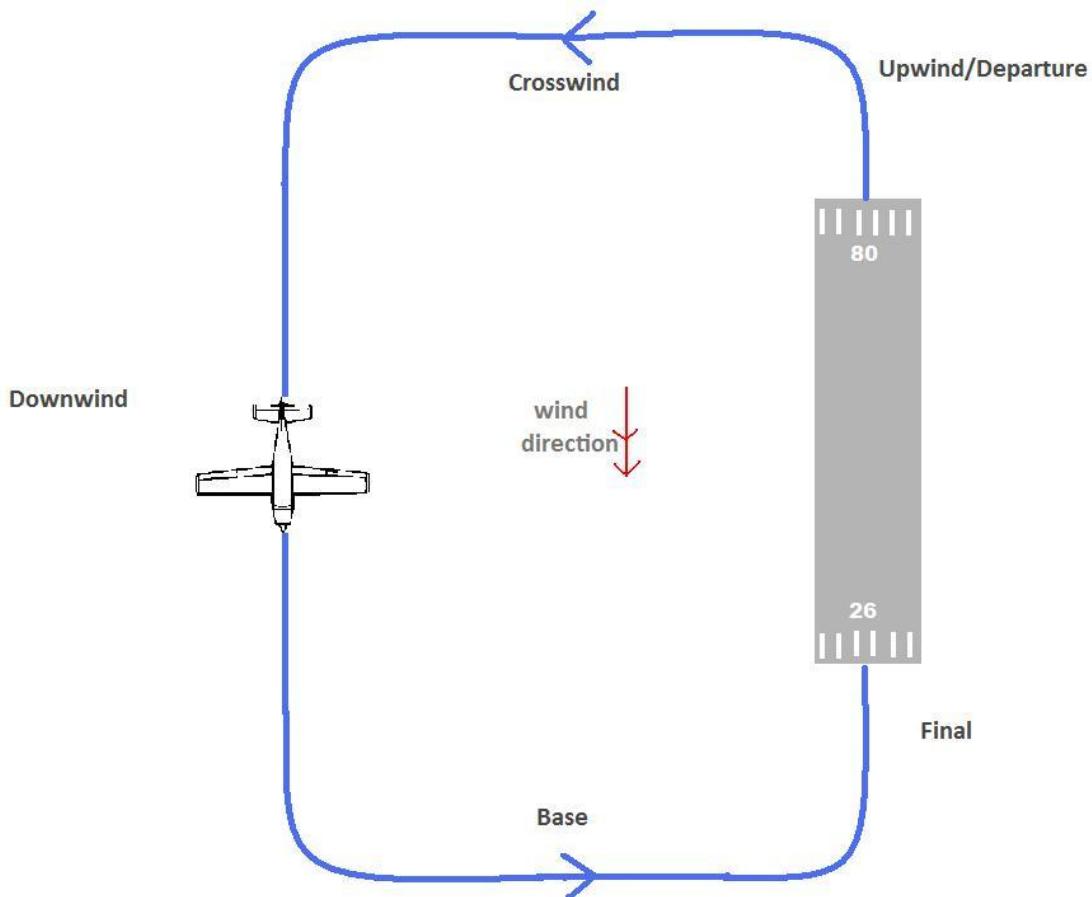 Upwind/Departure
Crosswind
80
Downwind
wind
direction
26
Final
Base